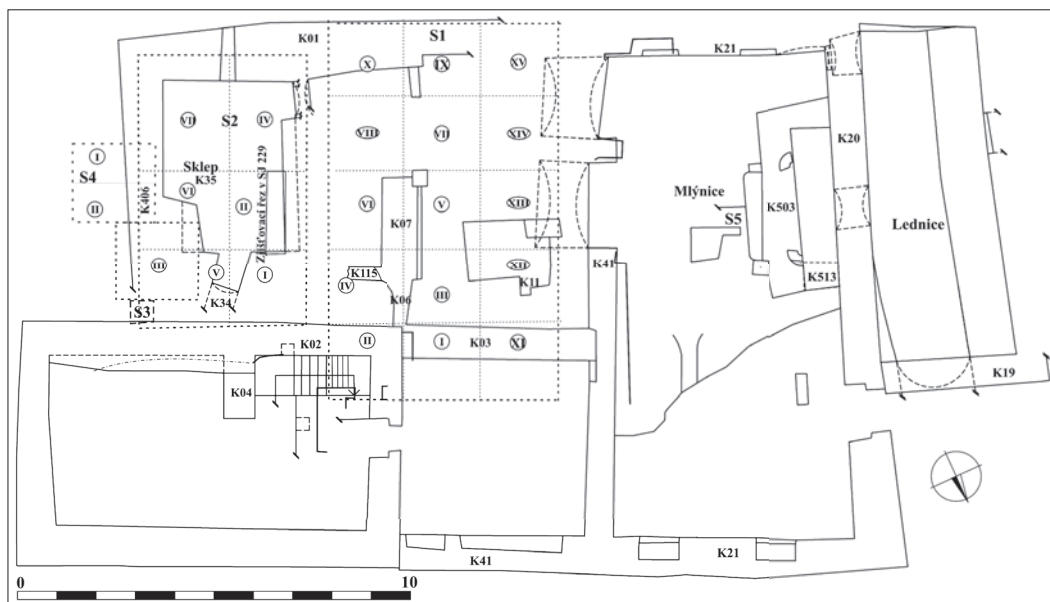 K01
S1
K21
X
IX
XV
VII
S2
IV
VIII
VII
XIV
K20
I
Sklep
K35
Zjišťovací řez v SJ 229
S4
K406
VI
II
VI
V
XIII
Mlýnice
K503
Lednice
II
K07
S5
III
V
I
K115
IV
XII
K41
K513
K34
K06
III
K11
S3
K02
II
I
K03
XI
K19
K04
K41
K21
0
10